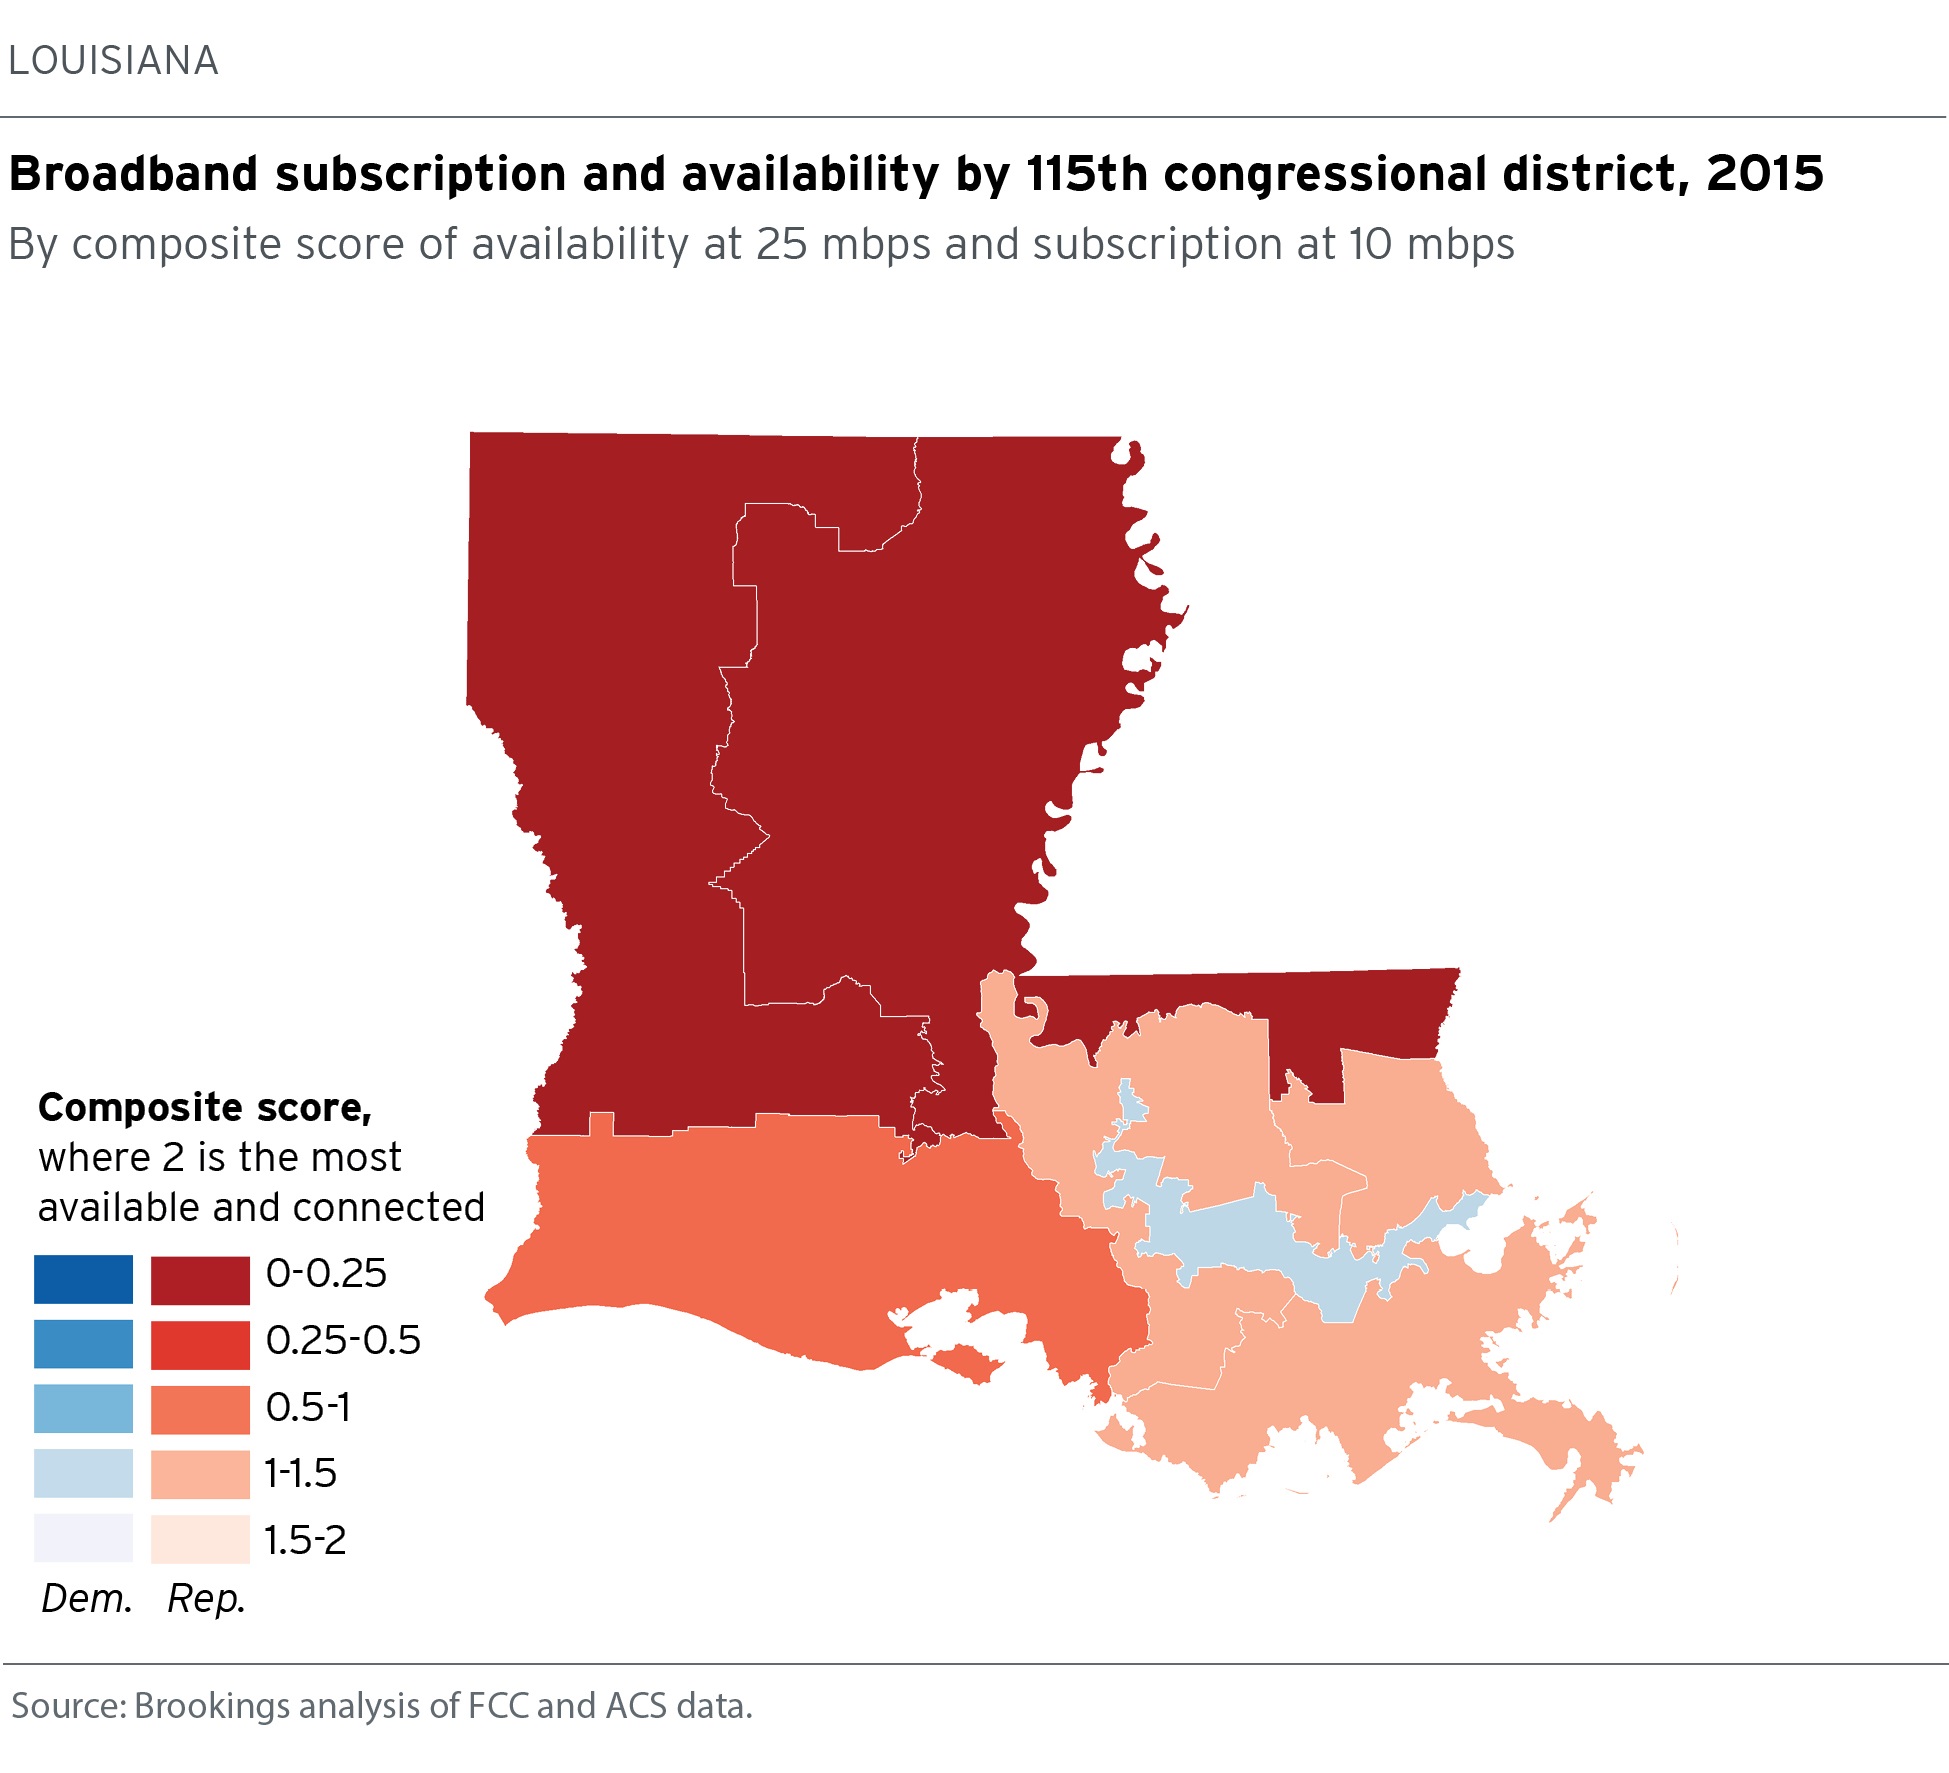 LOUISIANA
Broadband subscription and availability by 115th congressional district, 2015
By composite score of availability at 25 mbps and subscription at 10 mbps
Composite score,
where 2 is the most
available and connected
0-0.25
0.25-0.5
0.5-1
1-1.5
1.5-2
Dem. Rep.
Source: Brookings analysis of FCC and ACS data.